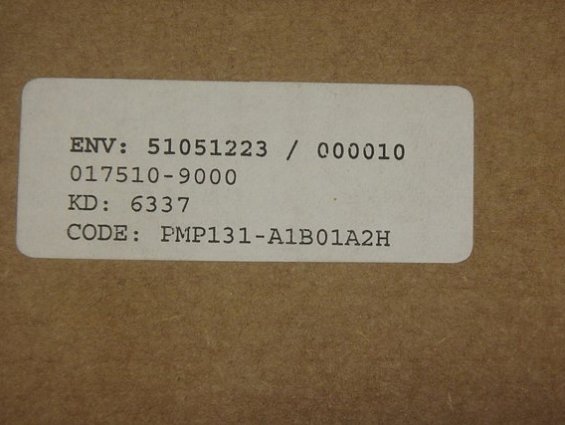 ENV: 51051223 / 000010
017510-9000
KD: 6337
CODE: PMP131-A1B01A2H